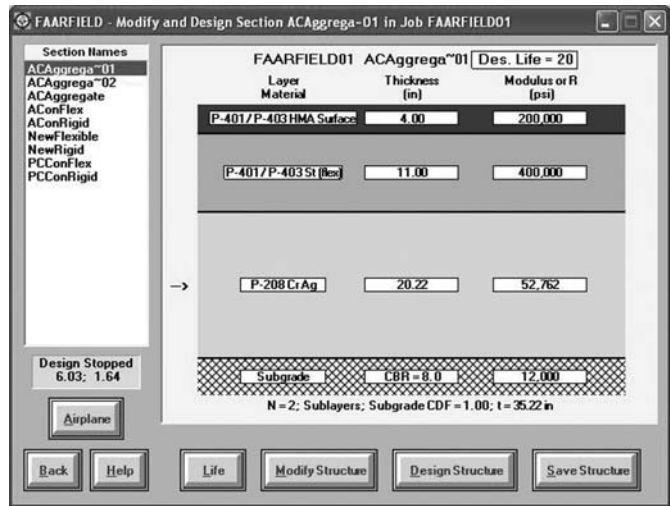 FAARFIELD - Modify and Design Section ACAggrega-01 in Job FAARFIELD01
Section Names
ACAggrega~01
ACAggrega~02
ACAggregate
AConFlex
AConRigid
NewFlexible
NewRigid
PCConFlex
PCConRigid
FAARFIELD01 ACAggrega~01 Des. Life = 20
Layer Material Thickness (in) Modulus or R (psi)
P-401/ P-403 HMA Surface 4.00 200,000
P-401/ P-403 St (flex) 11.00 400,000
-> P-208 CrAg 20.22 52,762
Subgrade CBR = 8.0 12,000
N = 2; Sublayers; Subgrade CDF = 1.00; t = 35.22 in
Design Stopped
6.03; 1.64
Airplane
Back Help Life Modify Structure Design Structure Save Structure